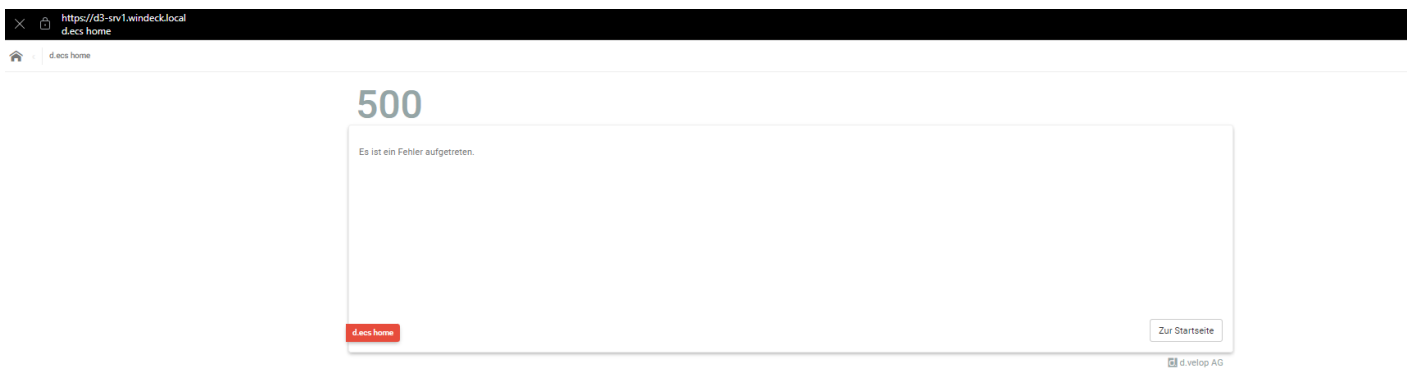 https://d3-srv1.windeck.local
d.ecs home
d.ecs home
500
Es ist ein Fehler aufgetreten.
d.ecs home
Zur Startseite
d.velop AG